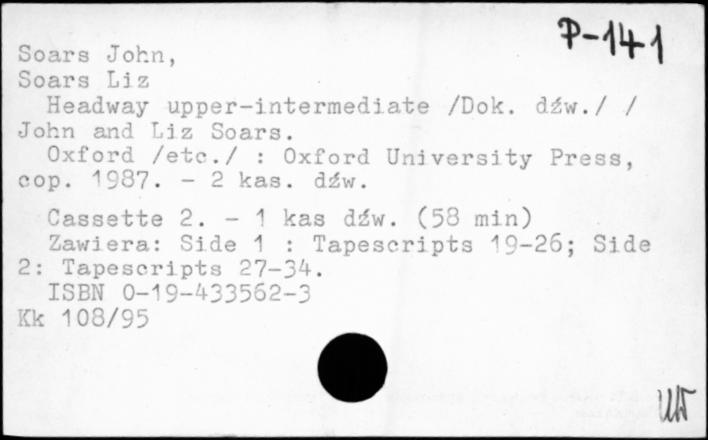 P-141
Soars John,
Soars Liz
Headway upper-intermediate /Dok. dźw./ /
John and Liz Soars.
Oxford /etc./ : Oxford University Press,
cop. 1987. - 2 kas. dźw.
Cassette 2. - 1 kas dźw. (58 min)
Zawiera: Side 1 : Tapescripts 19-26; Side
2: Tapescripts 27-34.
ISBN 0-19-433562-3
Kk 108/95